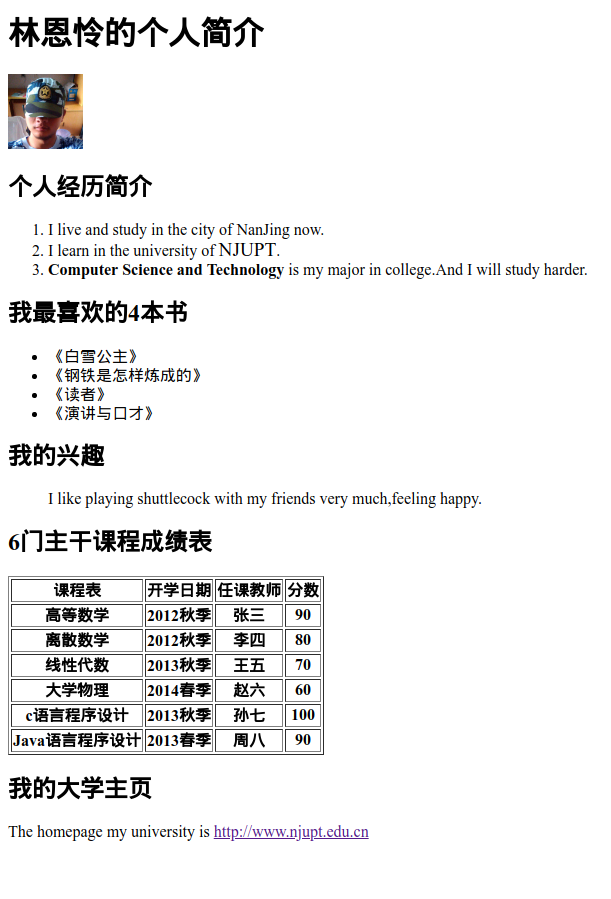 林恩怜的个人简介
个人经历简介
1. I live and study in the city of NanJing now.
2. I learn in the university of NJUPT.
3. Computer Science and Technology is my major in college.And I will study harder.
我最喜欢的4本书
• 《白雪公主》
• 《钢铁是怎样炼成的》
• 《读者》
• 《演讲与口才》
我的兴趣
I like playing shuttlecock with my friends very much,feeling happy.
6门主干课程成绩表
课程表 开学日期 任课教师 分数
高等数学 2012秋季 张三 90
离散数学 2012秋季 李四 80
线性代数 2013秋季 王五 70
大学物理 2014春季 赵六 60
c语言程序设计 2013秋季 孙七 100
Java语言程序设计 2013春季 周八 90
我的大学主页
The homepage my university is http://www.njupt.edu.cn